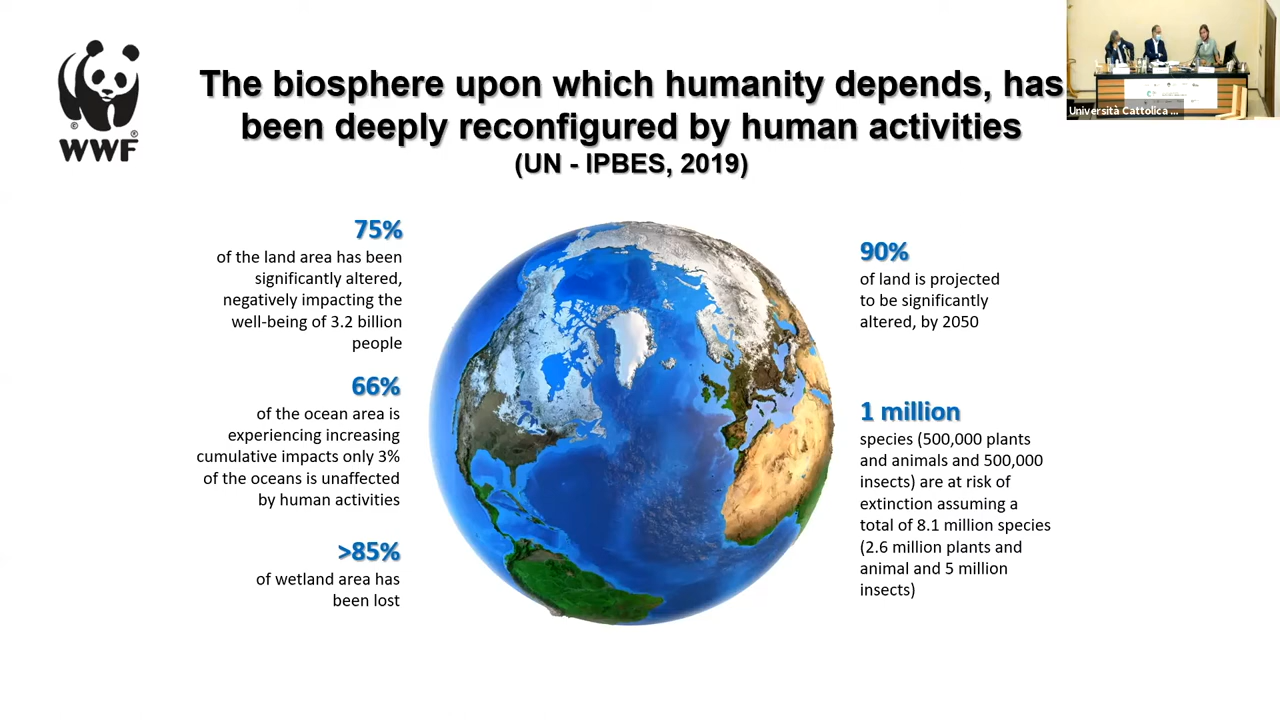 WWF
The biosphere upon which humanity depends, has
been deeply reconfigured by human activities
(UN - IPBES, 2019)
Università Cattolica ...
75%
of the land area has been
significantly altered,
negatively impacting the
well-being of 3.2 billion
people
66%
of the ocean area is
experiencing increasing
cumulative impacts only 3%
of the oceans is unaffected
by human activities
>85%
of wetland area has
been lost
90%
of land is projected
to be significantly
altered, by 2050
1 million
species (500,000 plants
and animals and 500,000
insects) are at risk of
extinction assuming a
total of 8.1 million species
(2.6 million plants and
animal and 5 million
insects)